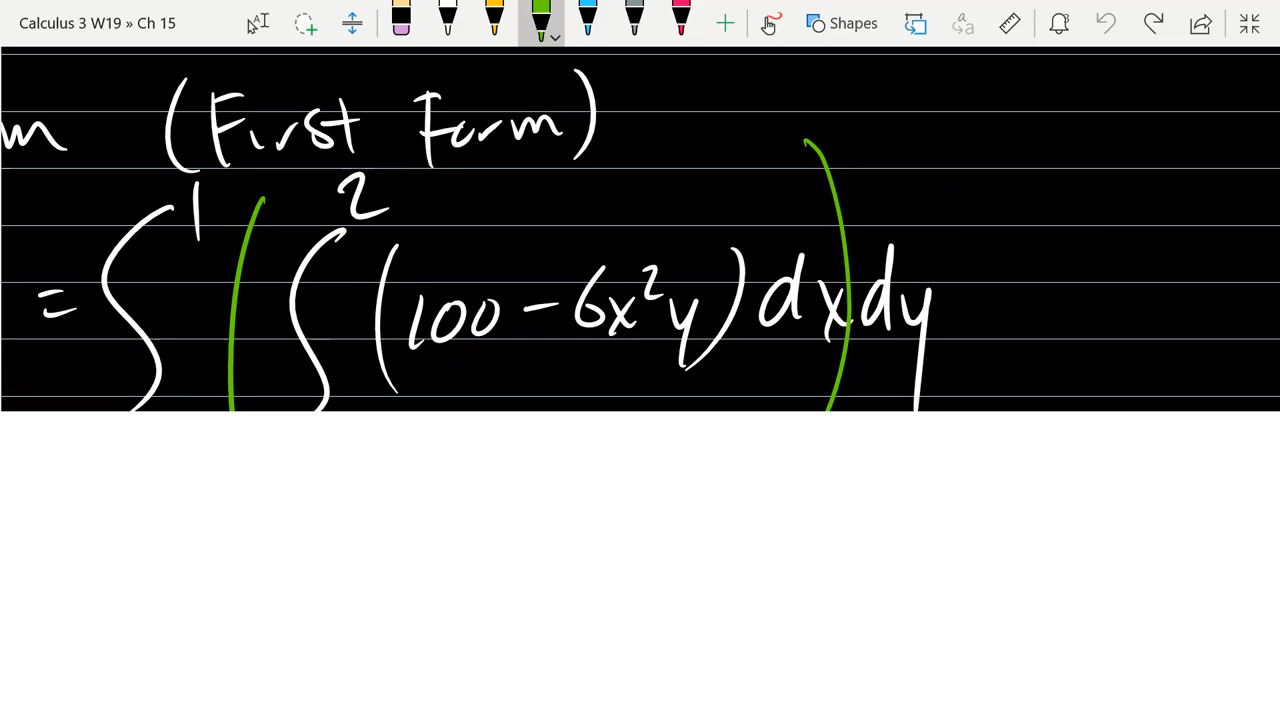 Calculus 3 W19 » Ch 15
Shapes
m (First Form)
= ∫^1 ( ∫^2 (100 - 6x²y) dx ) dy